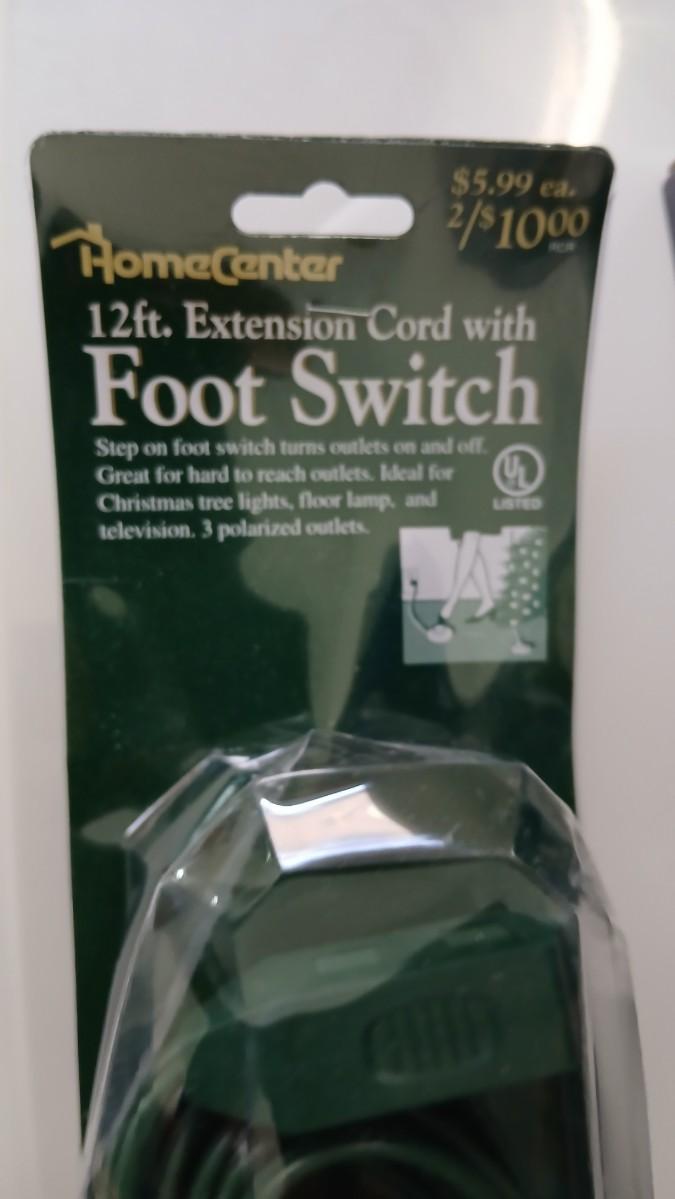 $5.99 ea.
2/$1000
HomeCenter
12ft. Extension Cord with
Foot Switch
Step on foot switch turns outlets on and off.
Great for hard to reach outlets. Ideal for
Christmas tree lights, floor lamp, and
television. 3 polarized outlets.
UL
LISTED